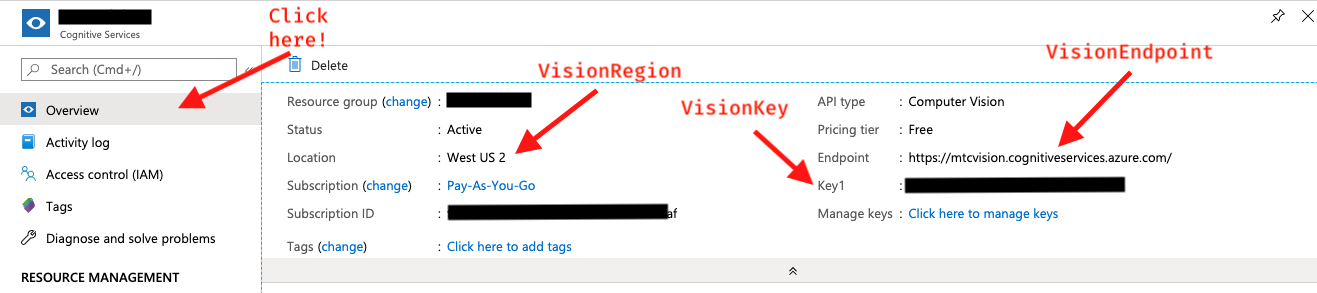 Cognitive Services
Click
here!
Search (Cmd+/)
Overview
Activity log
Access control (IAM)
Tags
Diagnose and solve problems
RESOURCE MANAGEMENT
Delete
VisionRegion
VisionKey
VisionEndpoint
Resource group (change) :
Status : Active
Location : West US 2
Subscription (change) : Pay-As-You-Go
Subscription ID : af
Tags (change) : Click here to add tags
API type : Computer Vision
Pricing tier : Free
Endpoint : https://mtcvision.cognitiveservices.azure.com/
Key1 :
Manage keys : Click here to manage keys